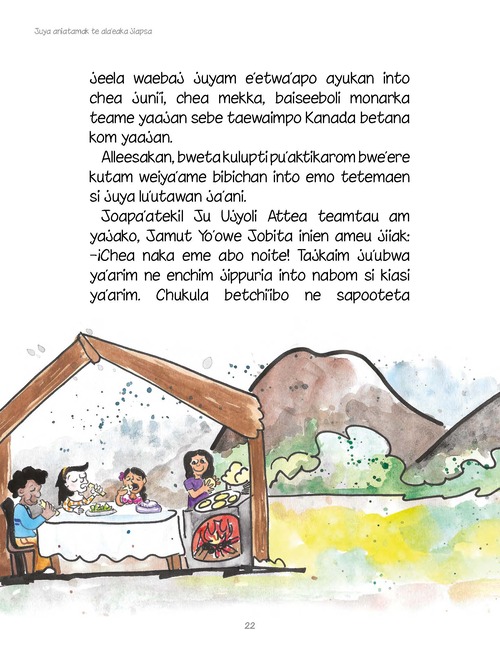 Juya aniatamak te ala'eaka jiapsa
jeela waebaj juyam e'etwa'apo ayukan into
chea juni'i, chea mekka, baiseeboli monarka
teame yaajan sebe taewaimpo Kanada betana
kom yaajan.
Alleesakan, bweta kulupti pu'aktikarom bwe'ere
kutam weiya'ame bibichan into emo tetemaen
si juya lu'utawan ja'ani.
Joapa'atekil Ju Ujyoli Attea teamtau am
yajako, Jamut Yo'owe Jobita inien ameu jiiak:
–¡Chea naka eme abo noite! Tajkaim ju'ubwa
ya'arim ne enchim jippuria into nabom si kiasi
ya'arim. Chukula betchi'ibo ne sapooteta
22